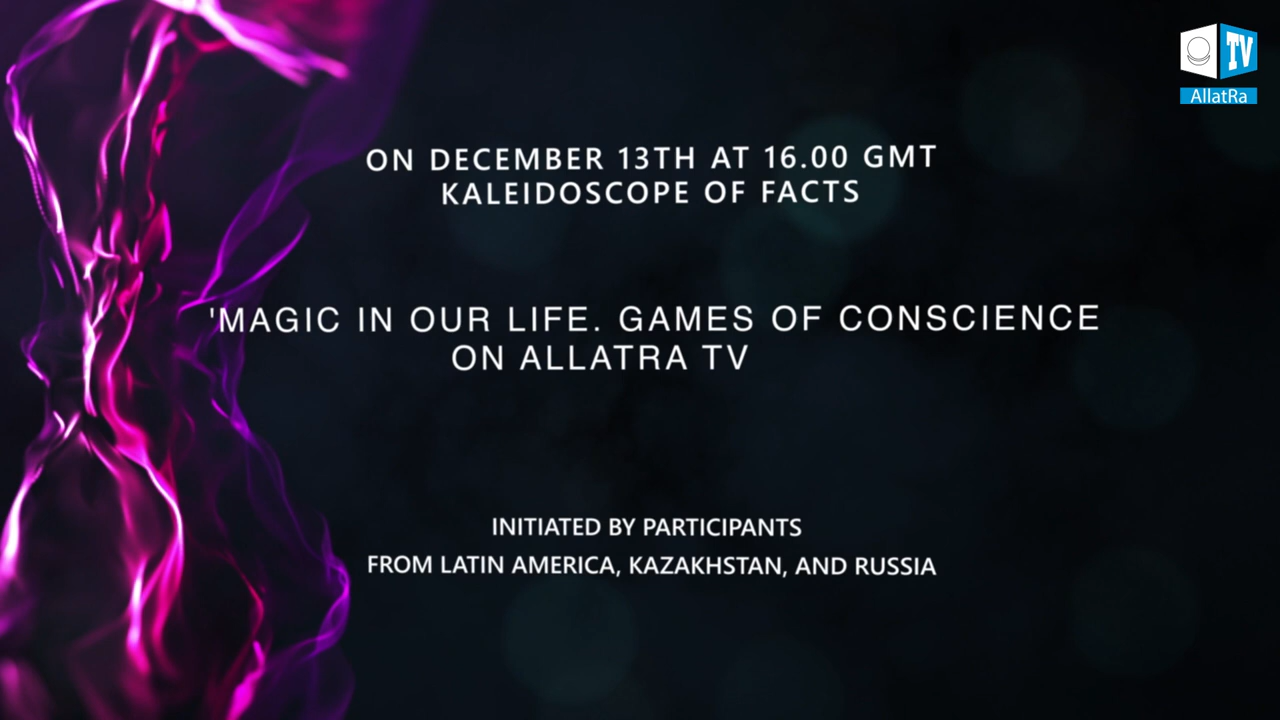 TV
AllatRa
ON DECEMBER 13TH AT 16.00 GMT
KALEIDOSCOPE OF FACTS
'MAGIC IN OUR LIFE. GAMES OF CONSCIENCE
ON ALLATRA TV
INITIATED BY PARTICIPANTS
FROM LATIN AMERICA, KAZAKHSTAN, AND RUSSIA